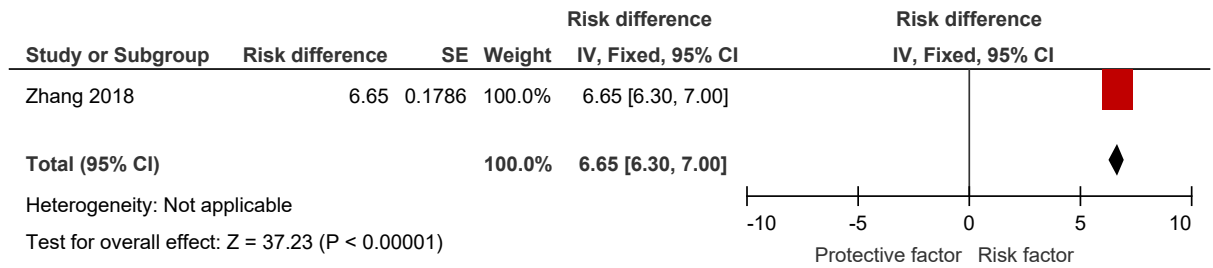 Risk difference Risk difference
Study or Subgroup Risk difference SE Weight IV, Fixed, 95% CI IV, Fixed, 95% CI
Zhang 2018 6.65 0.1786 100.0% 6.65 [6.30, 7.00]
Total (95% CI) 100.0% 6.65 [6.30, 7.00]
Heterogeneity: Not applicable
-10 -5 0 5 10
Test for overall effect: Z = 37.23 (P < 0.00001)
Protective factor Risk factor